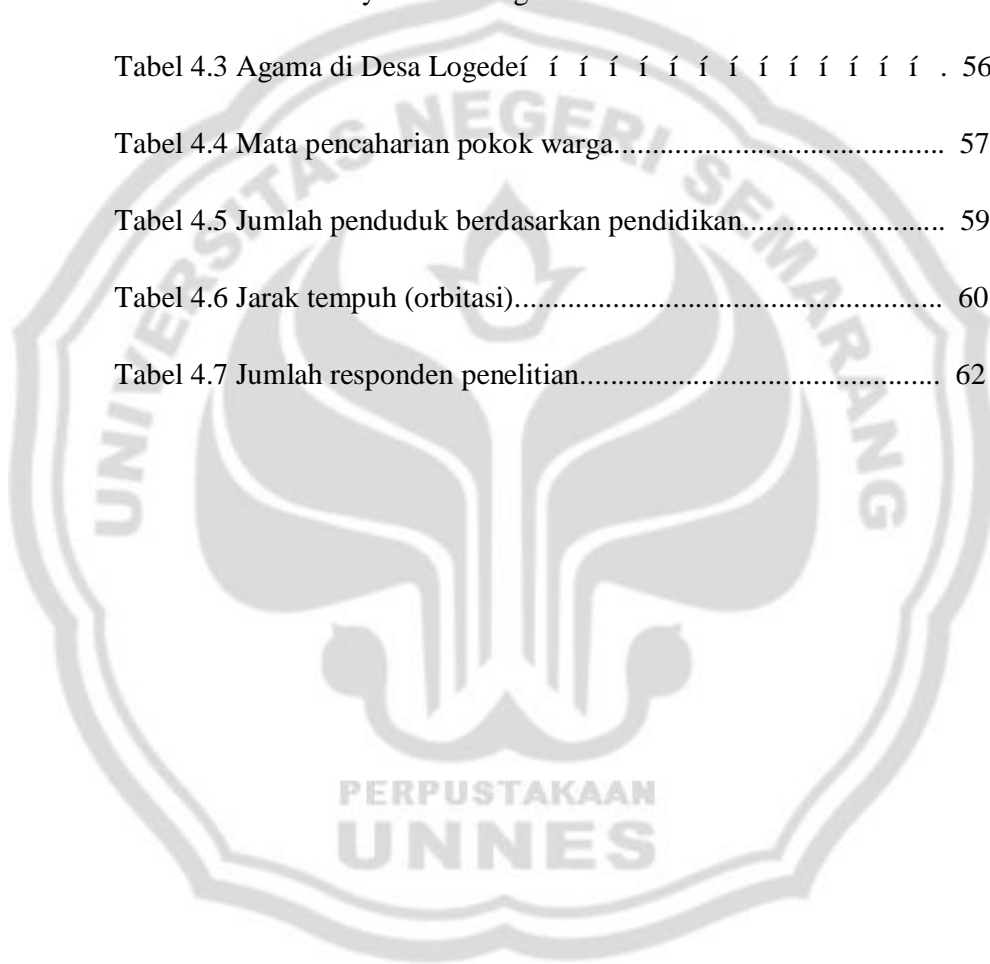 Tabel 4.3 Agama di Desa Logedeí í í í í í í í í í í í í í . 56
Tabel 4.4 Mata pencaharian pokok warga.......................................... 57
Tabel 4.5 Jumlah penduduk berdasarkan pendidikan.......................... 59
Tabel 4.6 Jarak tempuh (orbitasi)....................................................... 60
Tabel 4.7 Jumlah responden penelitian.............................................. 62
UNIVERSITAS NEGERI SEMARANG
PERPUSTAKAAN
UNNES